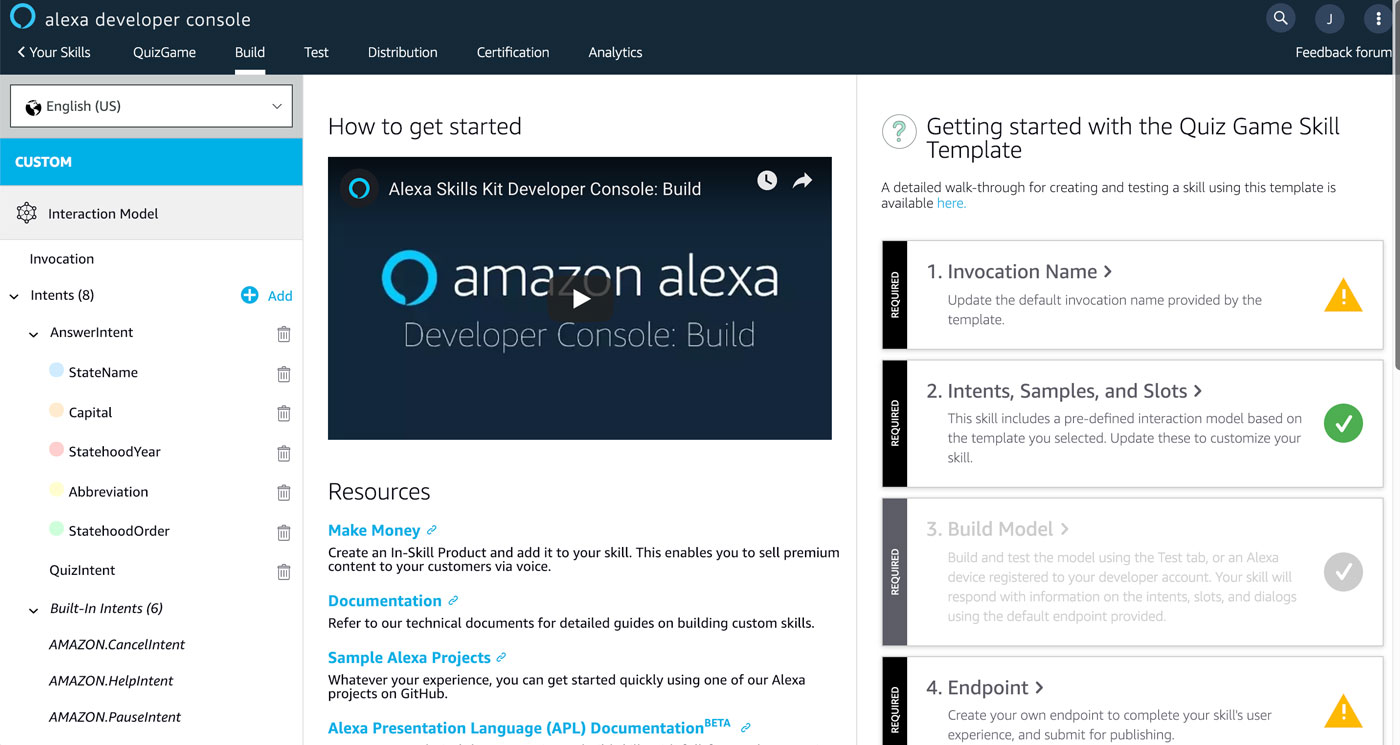 alexa developer console
J
Your Skills
QuizGame
Build
Test
Distribution
Certification
Analytics
Feedback forum
English (US)
CUSTOM
Interaction Model
Invocation
Intents (8)
Add
AnswerIntent
StateName
Capital
StatehoodYear
Abbreviation
StatehoodOrder
QuizIntent
Built-In Intents (6)
AMAZON.CancelIntent
AMAZON.HelpIntent
AMAZON.PauseIntent
How to get started
Alexa Skills Kit Developer Console: Build
amazon alexa
Developer Console: Build
Resources
Make Money
Create an In-Skill Product and add it to your skill. This enables you to sell premium
content to your customers via voice.
Documentation
Refer to our technical documents for detailed guides on building custom skills.
Sample Alexa Projects
Whatever your experience, you can get started quickly using one of our Alexa
projects on GitHub.
Alexa Presentation Language (APL) Documentation BETA
Getting started with the Quiz Game Skill
Template
A detailed walk-through for creating and testing a skill using this template is
available here.
REQUIRED
1. Invocation Name >
Update the default invocation name provided by the
template.
REQUIRED
2. Intents, Samples, and Slots >
This skill includes a pre-defined interaction model based on
the template you selected. Update these to customize your
skill.
REQUIRED
3. Build Model >
Build and test the model using the Test tab, or an Alexa
device registered to your developer account. Your skill will
respond with information on the intents, slots, and dialogs
using the default endpoint provided.
REQUIRED
4. Endpoint >
Create your own endpoint to complete your skill's user
experience, and submit for publishing.